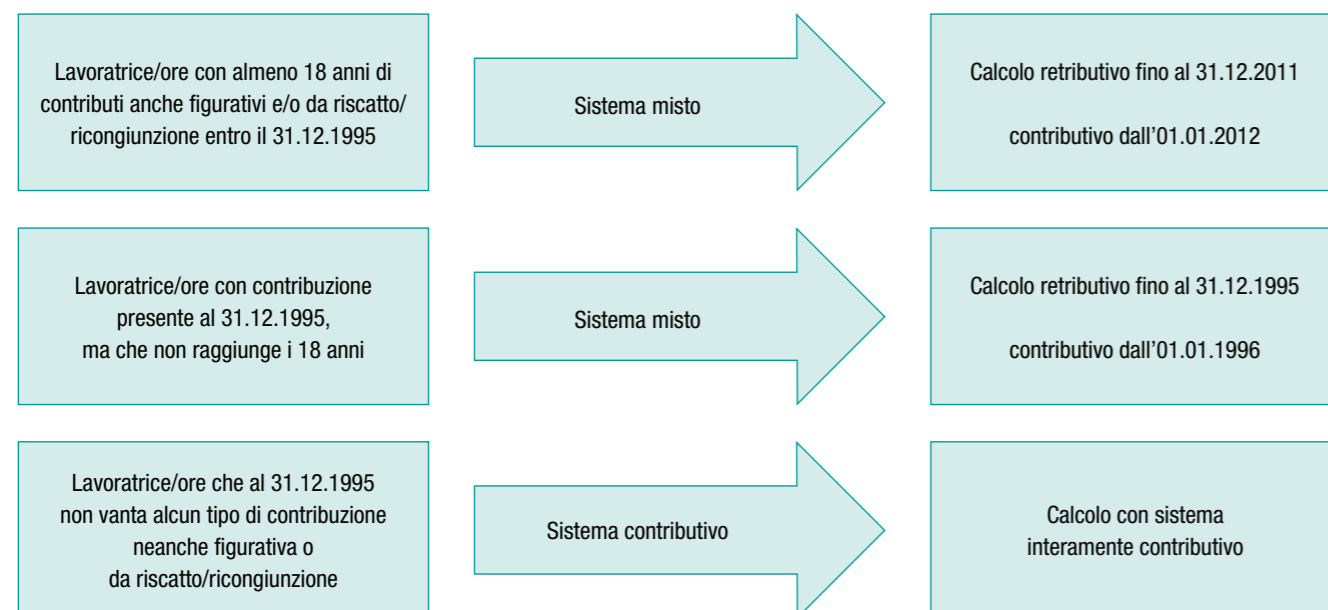 Lavoratrice/ore con almeno 18 anni di
contributi anche figurativi e/o da riscatto/
ricongiunzione entro il 31.12.1995
Sistema misto
Calcolo retributivo fino al 31.12.2011
contributivo dall'01.01.2012
Lavoratrice/ore con contribuzione
presente al 31.12.1995,
ma che non raggiunge i 18 anni
Sistema misto
Calcolo retributivo fino al 31.12.1995
contributivo dall'01.01.1996
Lavoratrice/ore che al 31.12.1995
non vanta alcun tipo di contribuzione
neanche figurativa o
da riscatto/ricongiunzione
Sistema contributivo
Calcolo con sistema
interamente contributivo